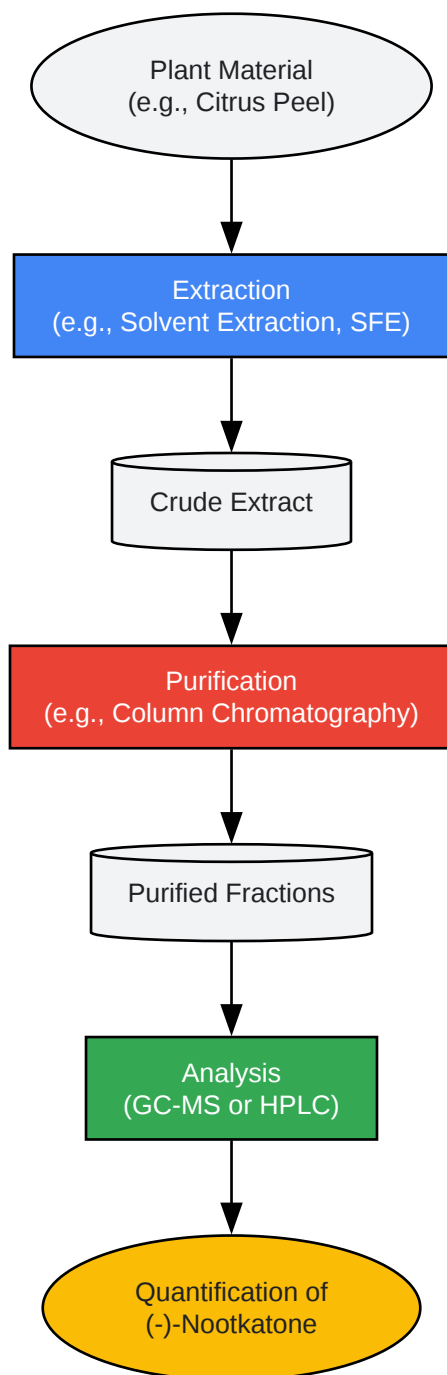 Plant Material
(e.g., Citrus Peel)
Extraction
(e.g., Solvent Extraction, SFE)
Crude Extract
Purification
(e.g., Column Chromatography)
Purified Fractions
Analysis
(GC-MS or HPLC)
Quantification of
(-)-Nootkatone